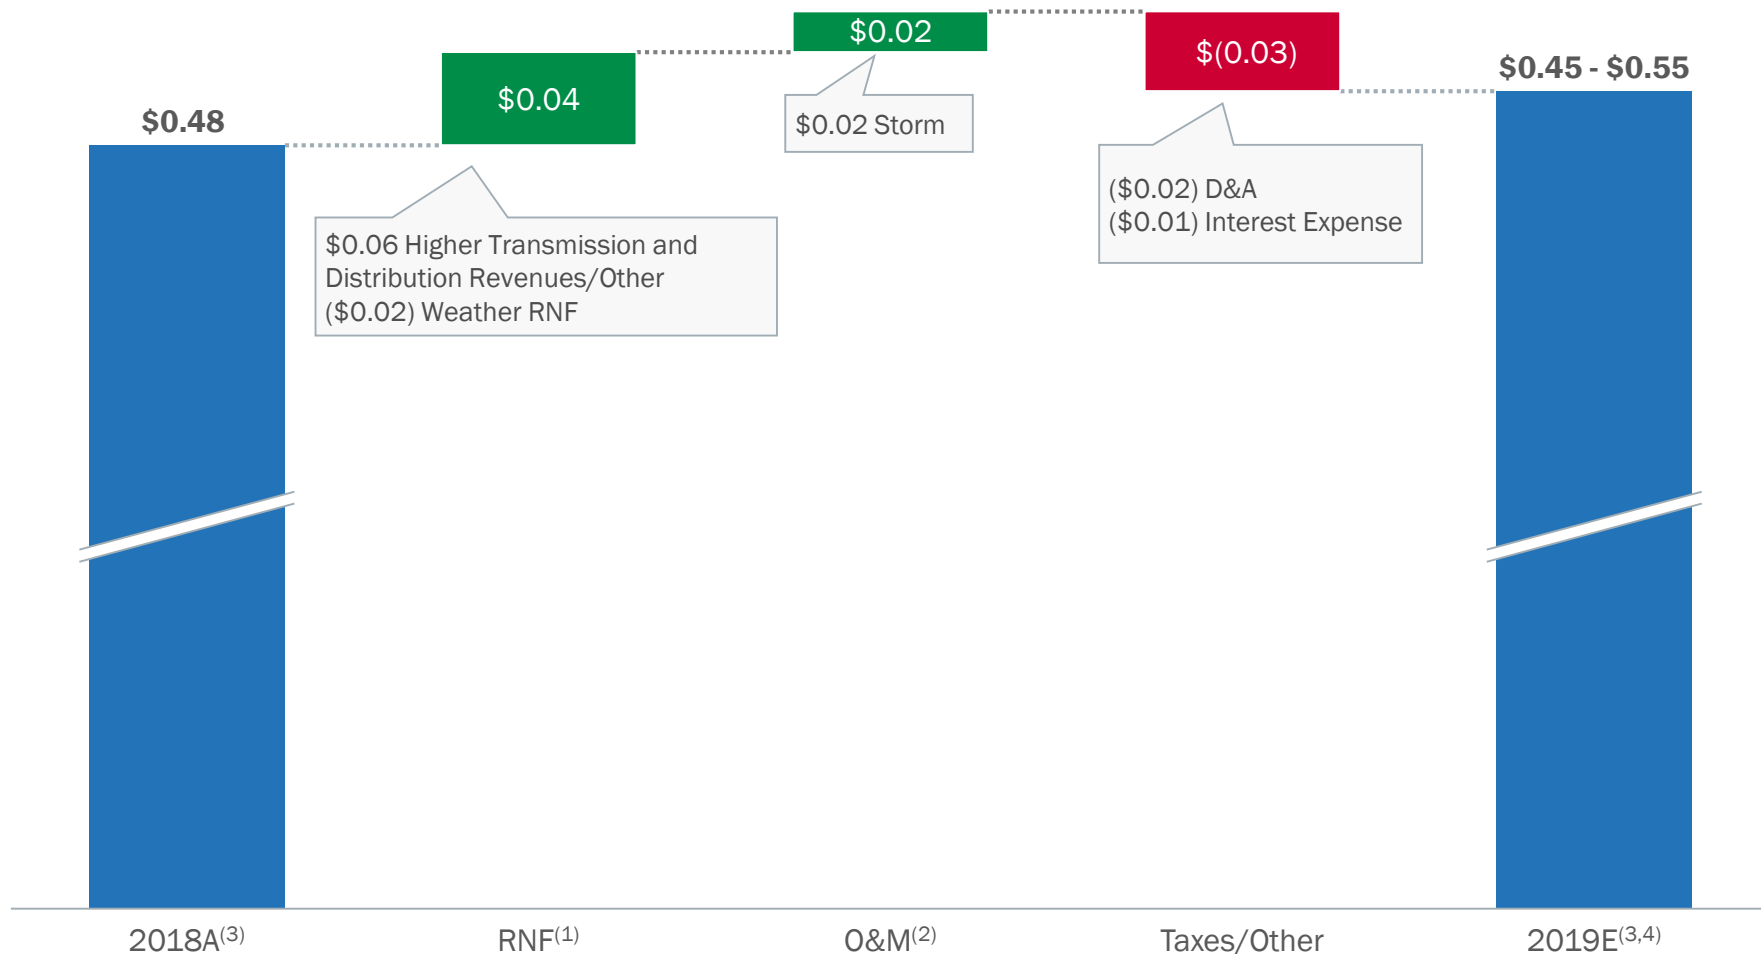 $0.48
$0.04
$0.02
$(0.03)
$0.45 - $0.55
$0.06 Higher Transmission and
Distribution Revenues/Other
($0.02) Weather RNF
$0.02 Storm
($0.02) D&A
($0.01) Interest Expense
2018A(3)
RNF(1)
O&M(2)
Taxes/Other
2019E(3,4)